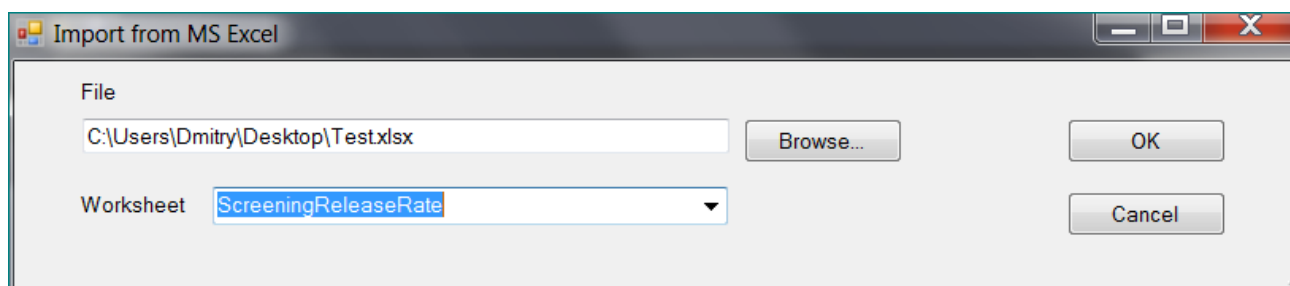 Import from MS Excel
File
C:\Users\Dmitry\Desktop\Test.xlsx
Browse...
OK
Worksheet
ScreeningReleaseRate
Cancel